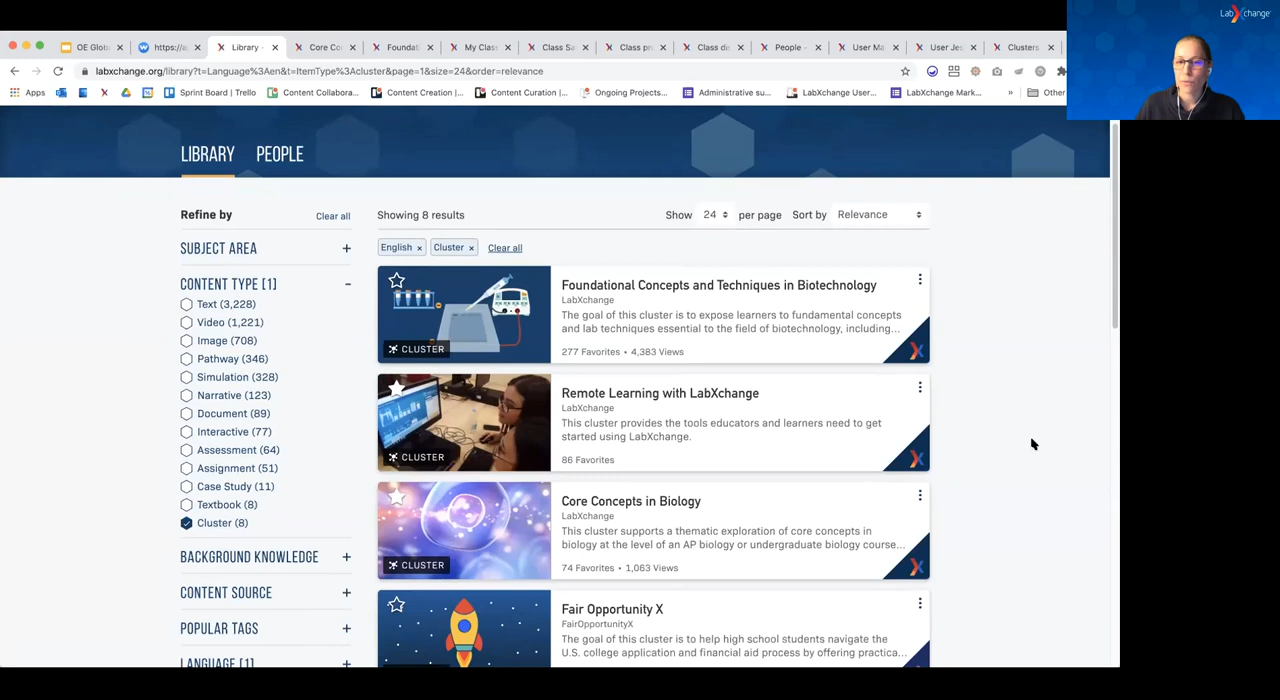 LabXchange
OE Globa
https://a
Library -
Core Co
Foundat
My Clas
Class Sa
Class pr
Class di
People -
User Ma
User Jes
Clusters
labxchange.org/library?t=Language%3Aen&t=ItemType%3Acluster&page=1&size=24&order=relevance
Apps
Sprint Board | Trello
Content Collabora...
Content Creation |...
Content Curation |...
Ongoing Projects...
Administrative su...
LabXchange User...
LabXchange Mark...
»
Other
LIBRARY
PEOPLE
Refine by
Clear all
SUBJECT AREA +
CONTENT TYPE [1] -
Text (3,228)
Video (1,221)
Image (708)
Pathway (346)
Simulation (328)
Narrative (123)
Document (89)
Interactive (77)
Assessment (64)
Assignment (51)
Case Study (11)
Textbook (8)
Cluster (8)
BACKGROUND KNOWLEDGE +
CONTENT SOURCE +
POPULAR TAGS +
LANGUAGE [1] +
Showing 8 results
Show 24 per page Sort by Relevance
English × Cluster × Clear all
CLUSTER
Foundational Concepts and Techniques in Biotechnology
LabXchange
The goal of this cluster is to expose learners to fundamental concepts
and lab techniques essential to the field of biotechnology, including...
277 Favorites • 4,383 Views
CLUSTER
Remote Learning with LabXchange
LabXchange
This cluster provides the tools educators and learners need to get
started using LabXchange.
86 Favorites
CLUSTER
Core Concepts in Biology
LabXchange
This cluster supports a thematic exploration of core concepts in
biology at the level of an AP biology or undergraduate biology course...
74 Favorites • 1,063 Views
Fair Opportunity X
FairOpportunityX
The goal of this cluster is to help high school students navigate the
U.S. college application and financial aid process by offering practica...